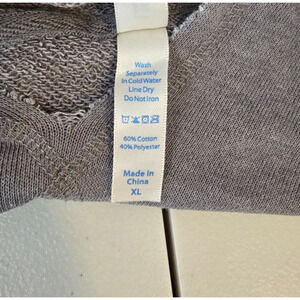 Wash
Separately
in Cold Water
Line Dry
Do Not Iron
60% Cotton
40% Polyester
Made in
China
XL